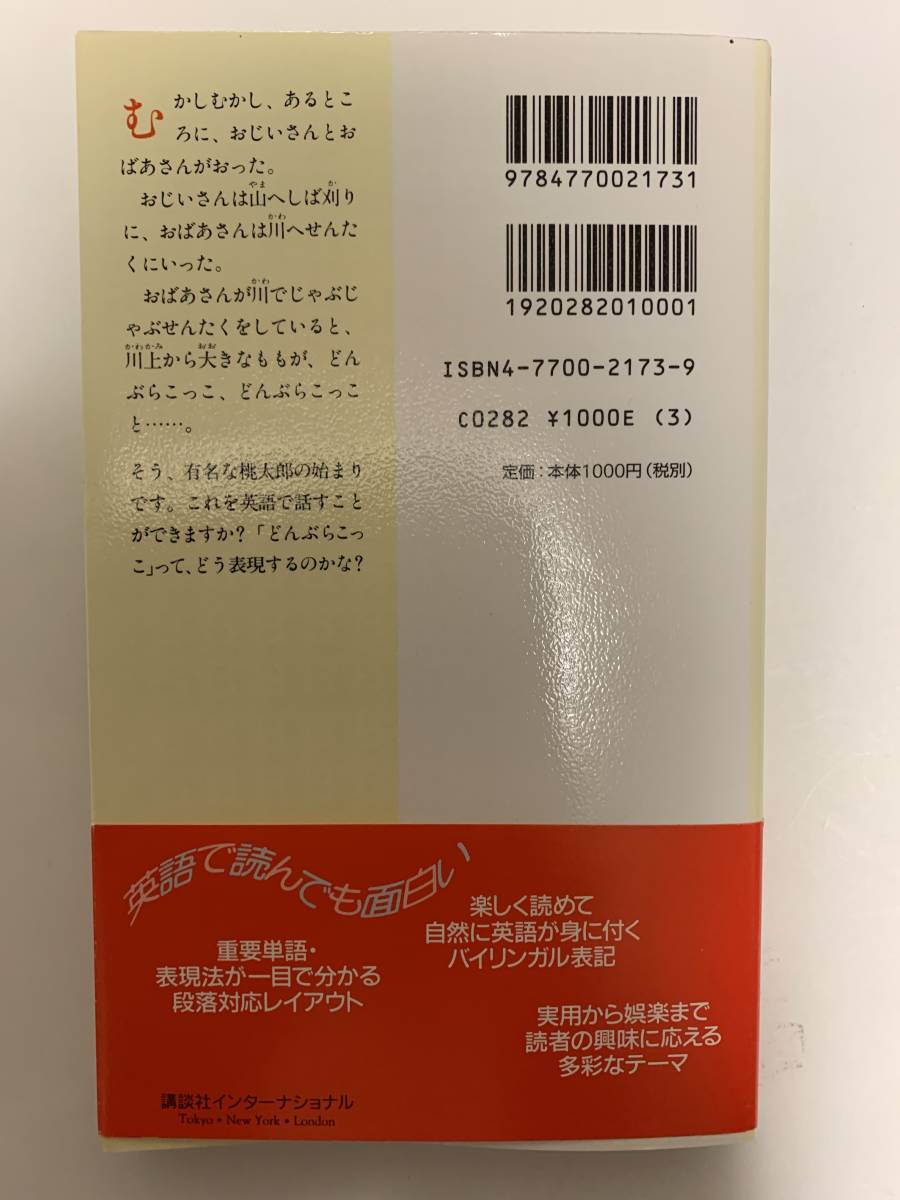 むかしむかし、あるとこ
ろに、おじいさんとお
ばあさんがおった。
おじいさんは山へしば刈り
に、おばあさんは川へせんた
くにいった。
おばあさんが川でじゃぶじ
ゃぶせんたくをしていると、
川上から大きなももが、どん
ぶらこっこ、どんぶらこっこ
と……。
そう、有名な桃太郎の始まり
です。これを英語で話すこと
ができますか?「どんぶらこっ
こ」って、どう表現するのかな?
9784770021731
1920282010001
ISBN4-7700-2173-9
C0282 ¥1000E (3)
定価:本体1000円(税別)
英語で読んでも面白い
楽しく読めて
自然に英語が身に付く
バイリンガル表記
重要単語・
表現法が一目で分かる
段落対応レイアウト
実用から娯楽まで
読者の興味に応える
多彩なテーマ
講談社インターナショナル
Tokyo・New York・London